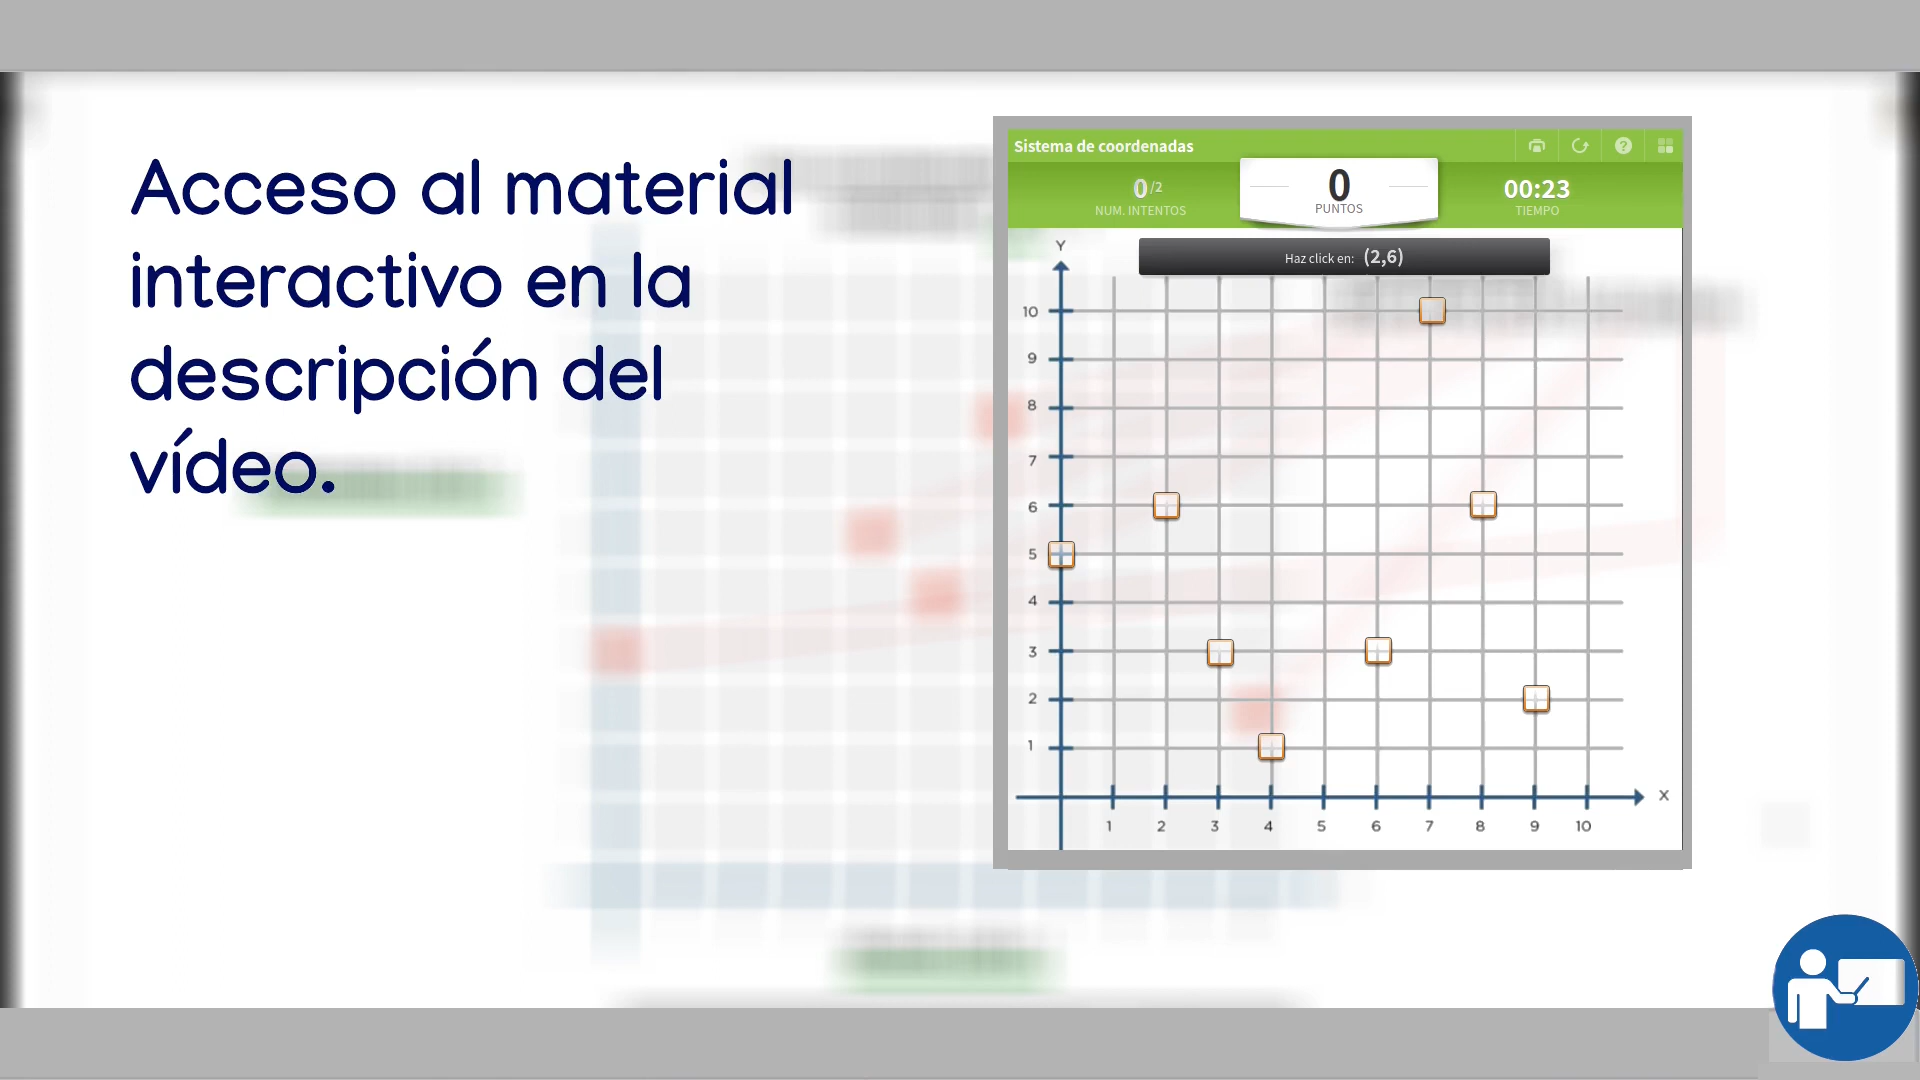 Acceso al material
interactivo en la
descripción del
vídeo.
Sistema de coordenadas
0/2
NUM. INTENTOS
0
PUNTOS
00:23
TIEMPO
Haz click en: (2,6)
Y
10
9
8
7
6
5
4
3
2
1
X
1 2 3 4 5 6 7 8 9 10